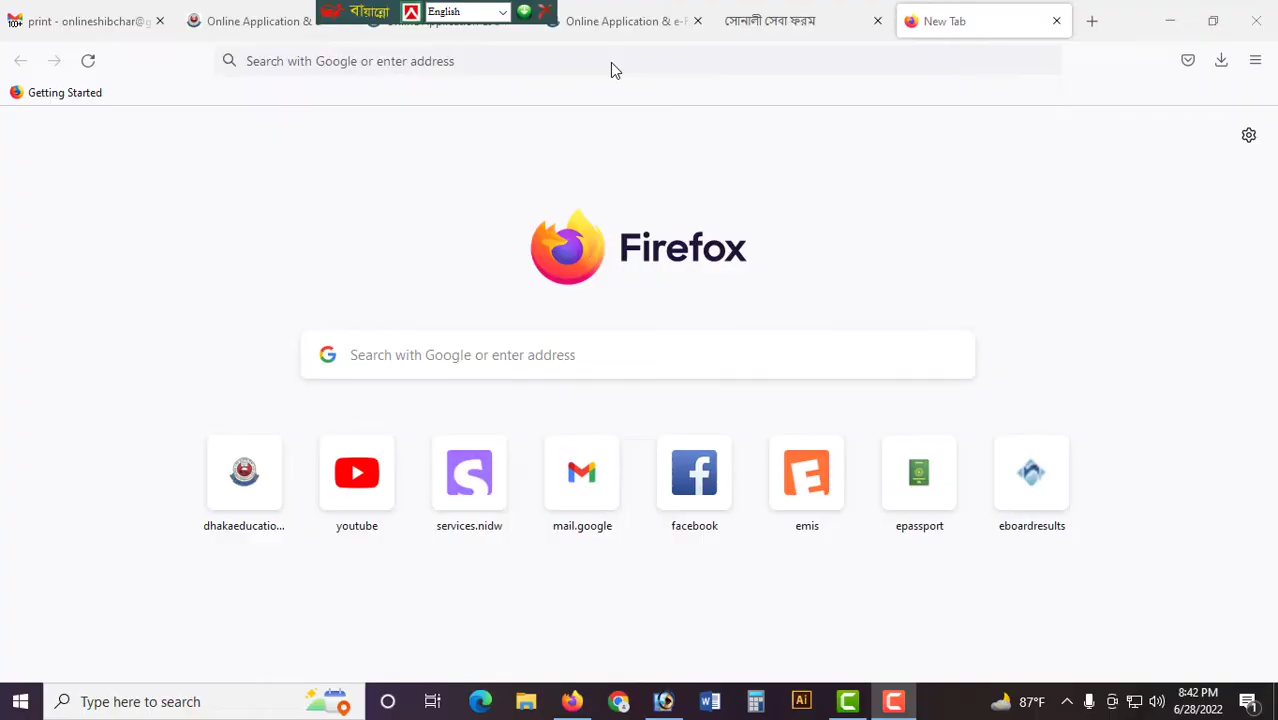 print - onlineshicbar@g
Online Application &
বায়ান্নো
English
Online Application & e-F
সোনালী সেবা ফরম
New Tab
Search with Google or enter address
Getting Started
Firefox
Search with Google or enter address
dhakaeducatio...
youtube
services.nidw
mail.google
facebook
emis
epassport
eboardresults
Type here to search
87°F
8:42 PM
6/28/2022